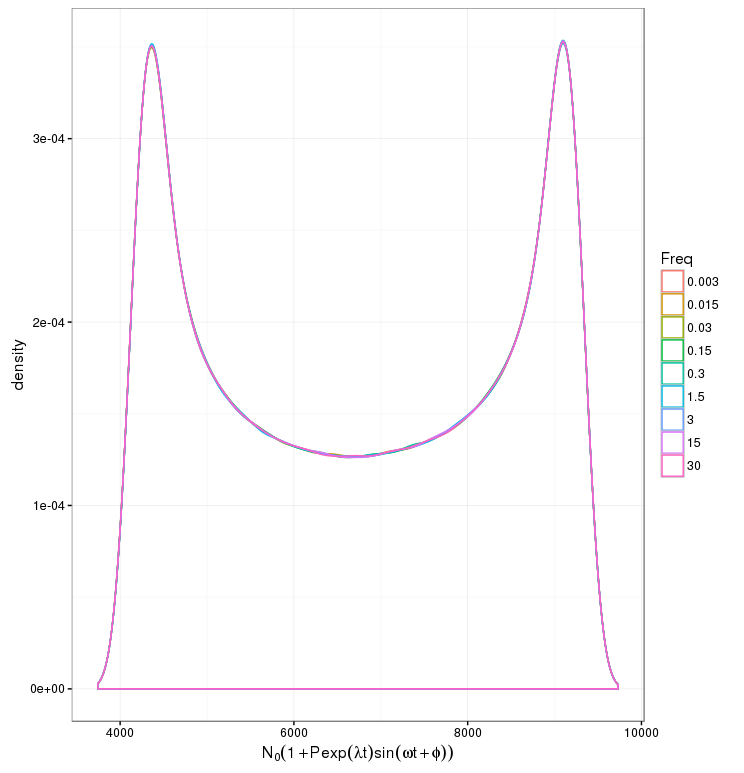 density
3e-04
2e-04
1e-04
0e+00
4000 6000 8000 10000
N₀(1+Pexp(λt)sin(ωt+ϕ))
Freq
0.003
0.015
0.03
0.15
0.3
1.5
3
15
30